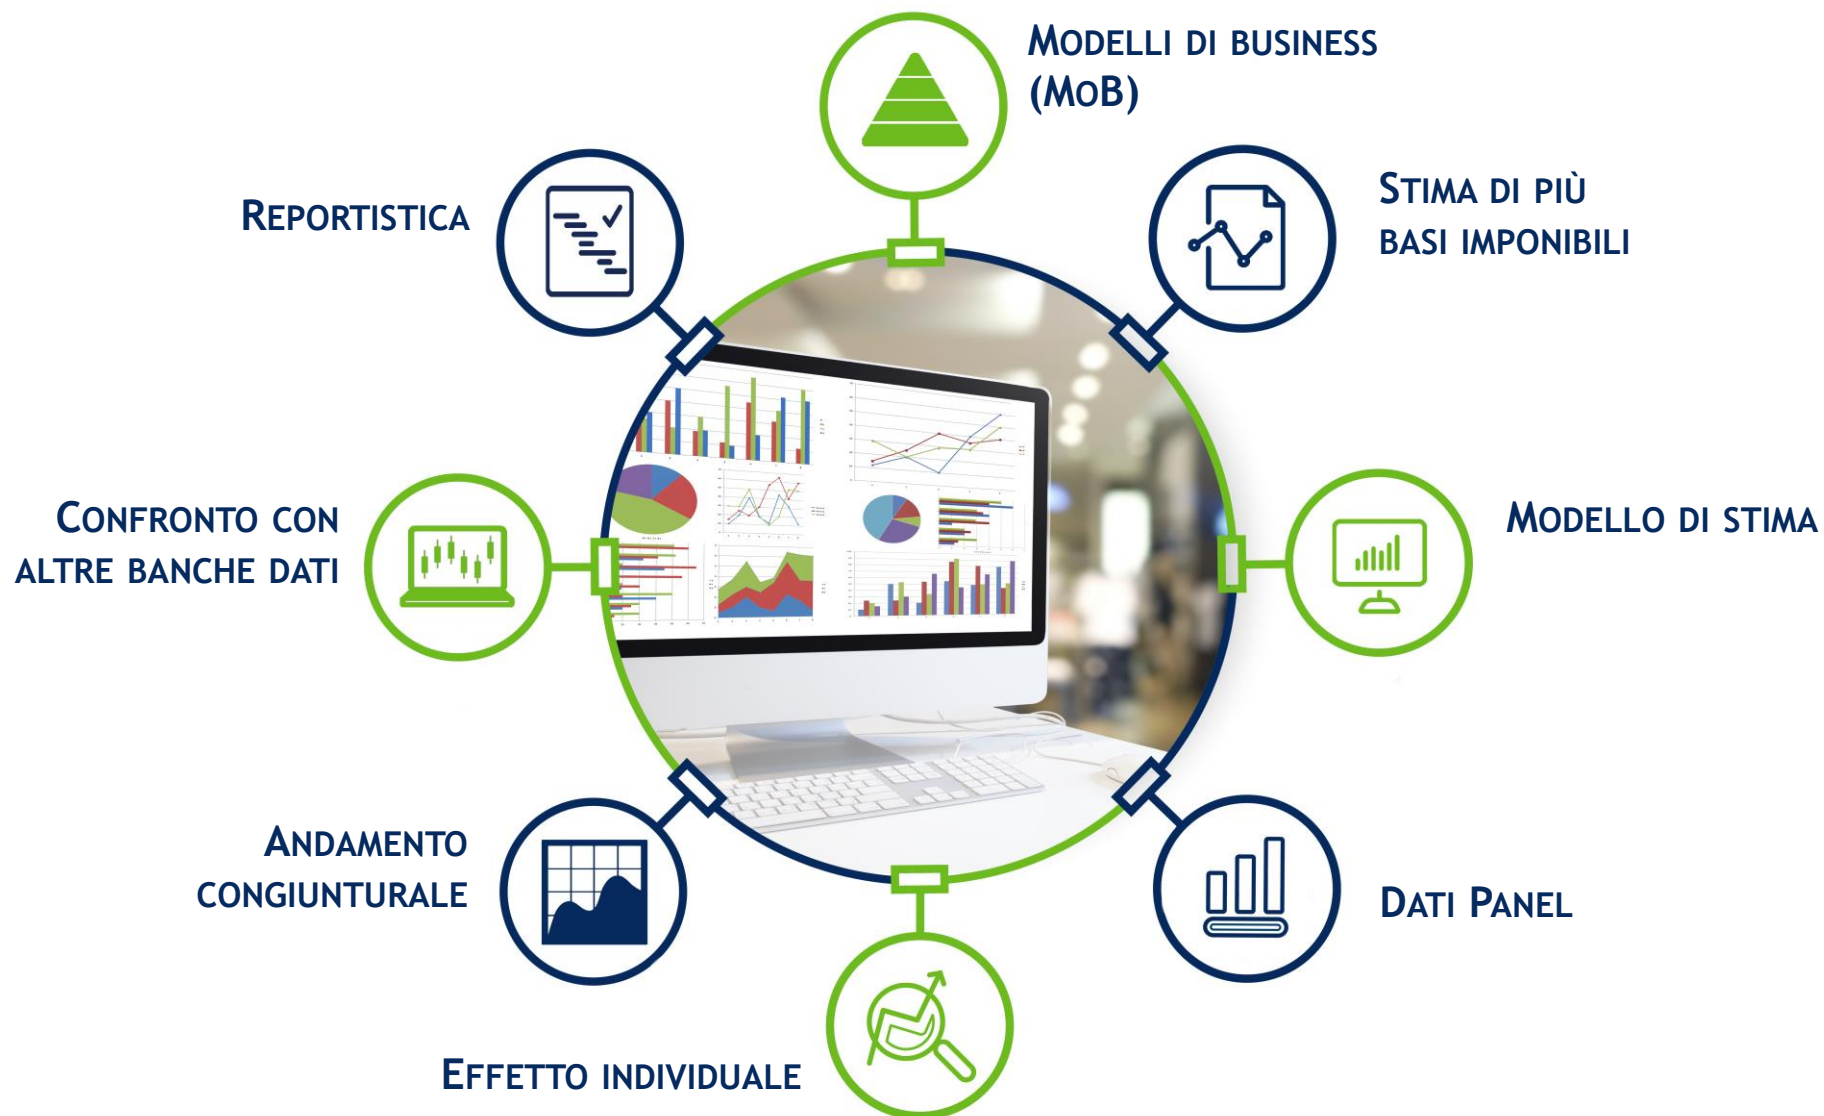 MODELLI DI BUSINESS
(MOB)
STIMA DI PIÙ
BASI IMPONIBILI
MODELLO DI STIMA
DATI PANEL
EFFETTO INDIVIDUALE
ANDAMENTO
CONGIUNTURALE
CONFRONTO CON
ALTRE BANCHE DATI
REPORTISTICA